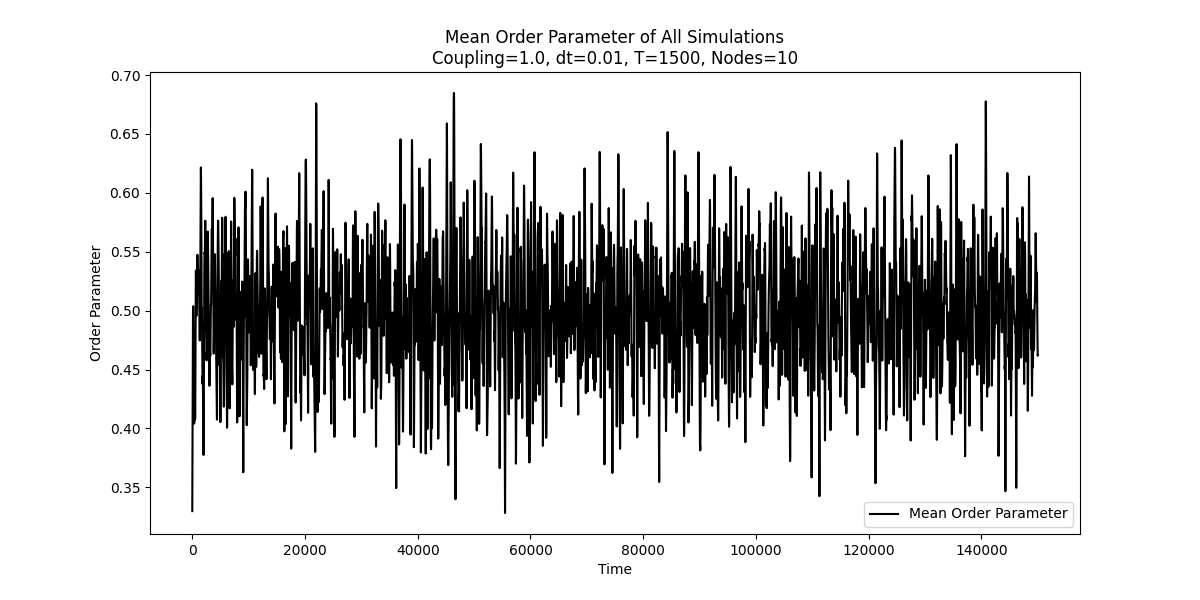 Mean Order Parameter of All Simulations
Coupling=1.0, dt=0.01, T=1500, Nodes=10
0.70
0.65
0.60
0.55
0.50
0.45
0.40
0.35
Order Parameter
Mean Order Parameter
0 20000 40000 60000 80000 100000 120000 140000
Time